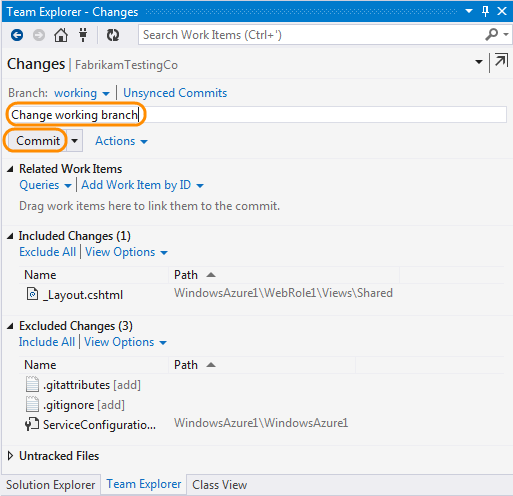 Team Explorer - Changes
Search Work Items (Ctrl+')
Changes | FabrikamTestingCo
Branch: working | Unsynced Commits
Change working branch
Commit Actions
Related Work Items
Queries | Add Work Item by ID
Drag work items here to link them to the commit.
Included Changes (1)
Exclude All | View Options
Name Path
_Layout.cshtml WindowsAzure1\WebRole1\Views\Shared
Excluded Changes (3)
Include All | View Options
Name Path
.gitattributes [add]
.gitignore [add]
ServiceConfiguratio... WindowsAzure1\WindowsAzure1
Untracked Files
Solution Explorer Team Explorer Class View